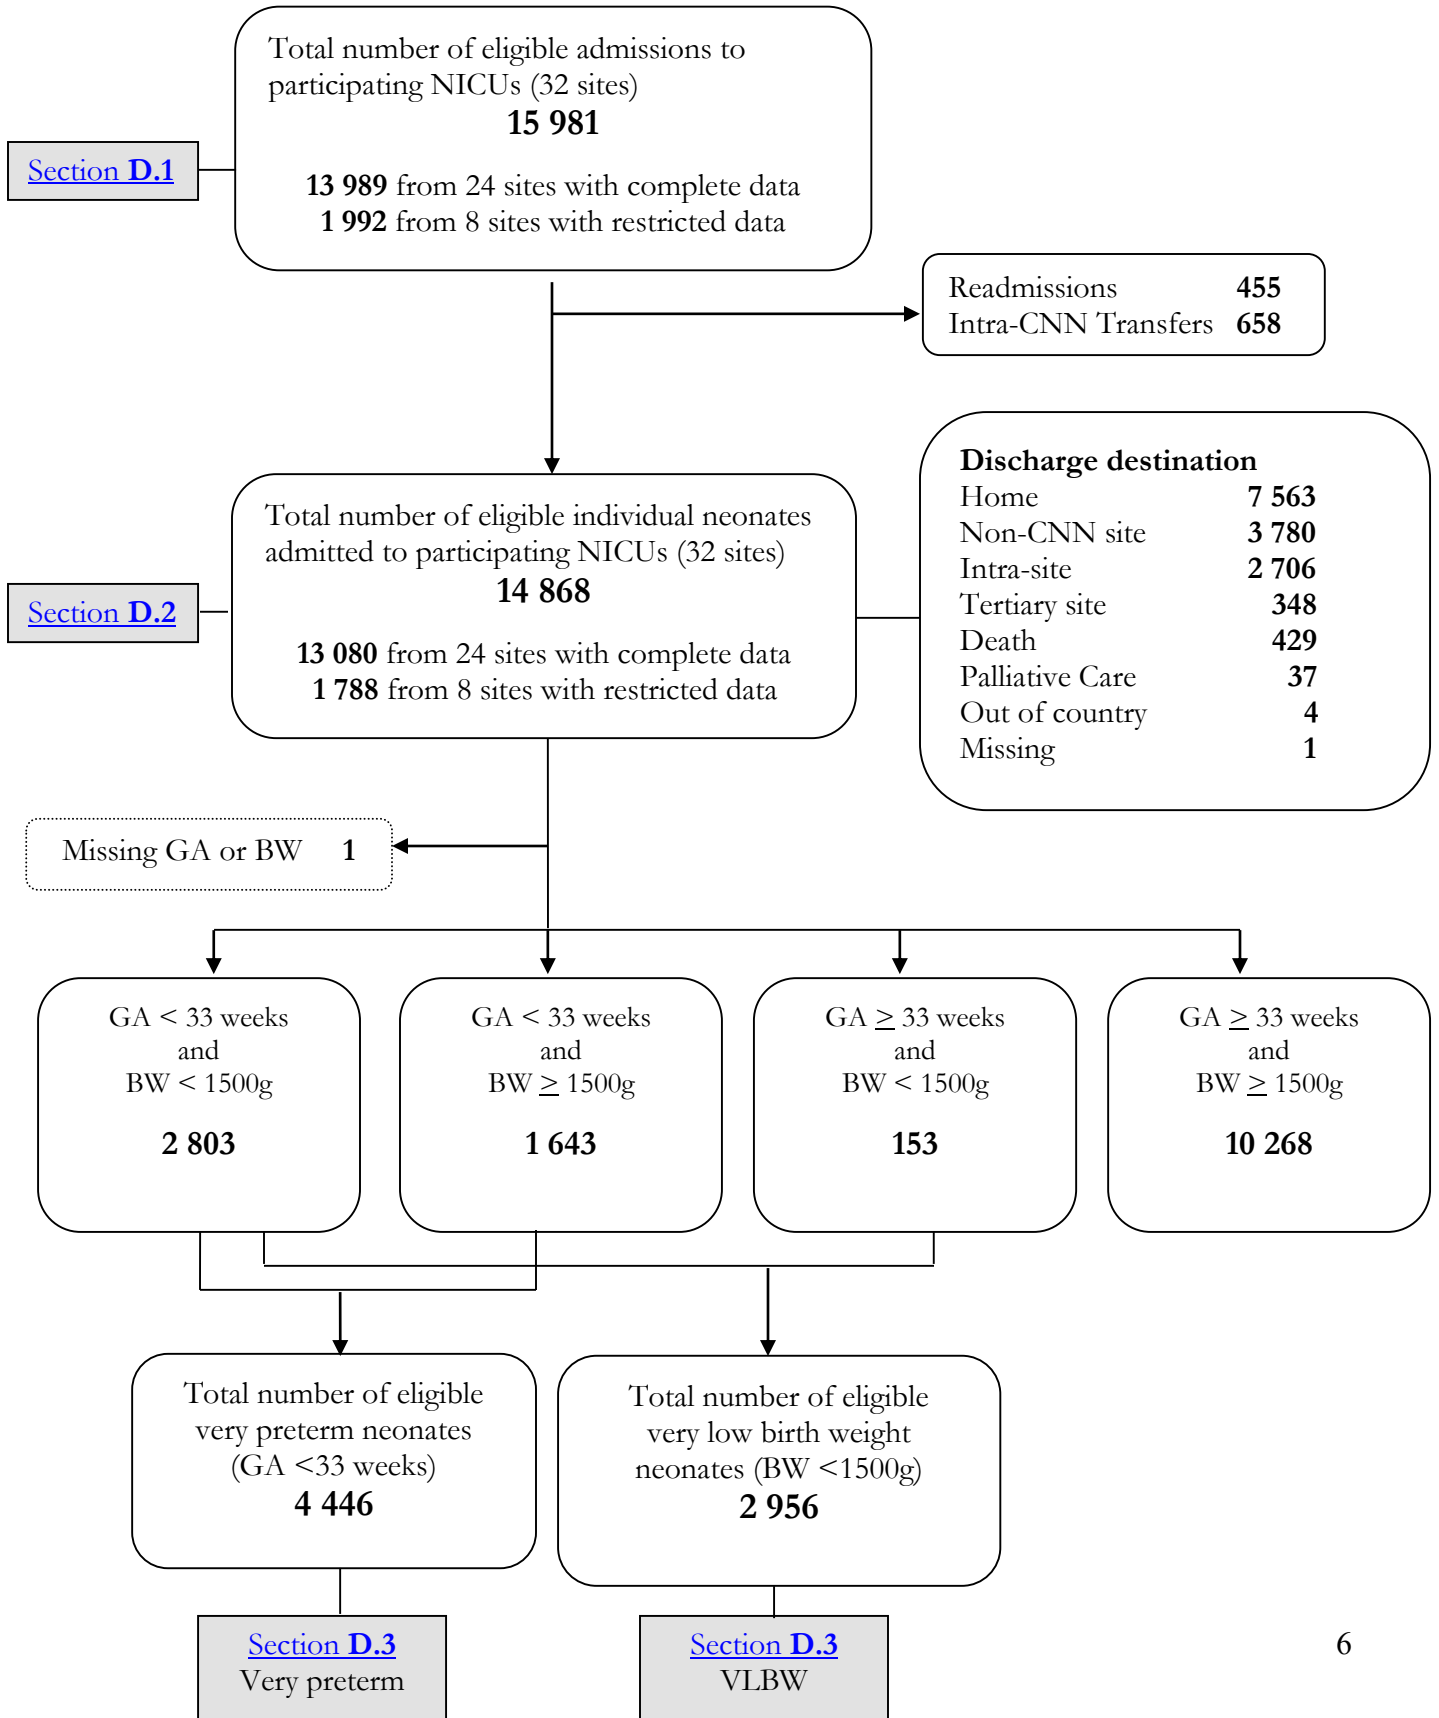 Total number of eligible admissions to
participating NICUs (32 sites)
15 981
13 989 from 24 sites with complete data
1 992 from 8 sites with restricted data
Section D.1
Readmissions 455
Intra-CNN Transfers 658
Total number of eligible individual neonates
admitted to participating NICUs (32 sites)
14 868
13 080 from 24 sites with complete data
1 788 from 8 sites with restricted data
Section D.2
Discharge destination
Home 7 563
Non-CNN site 3 780
Intra-site 2 706
Tertiary site 348
Death 429
Palliative Care 37
Out of country 4
Missing 1
Missing GA or BW 1
GA < 33 weeks
and
BW < 1500g
2 803
GA < 33 weeks
and
BW ≥ 1500g
1 643
GA ≥ 33 weeks
and
BW < 1500g
153
GA ≥ 33 weeks
and
BW ≥ 1500g
10 268
Total number of eligible
very preterm neonates
(GA <33 weeks)
4 446
Total number of eligible
very low birth weight
neonates (BW <1500g)
2 956
Section D.3
Very preterm
Section D.3
VLBW
6